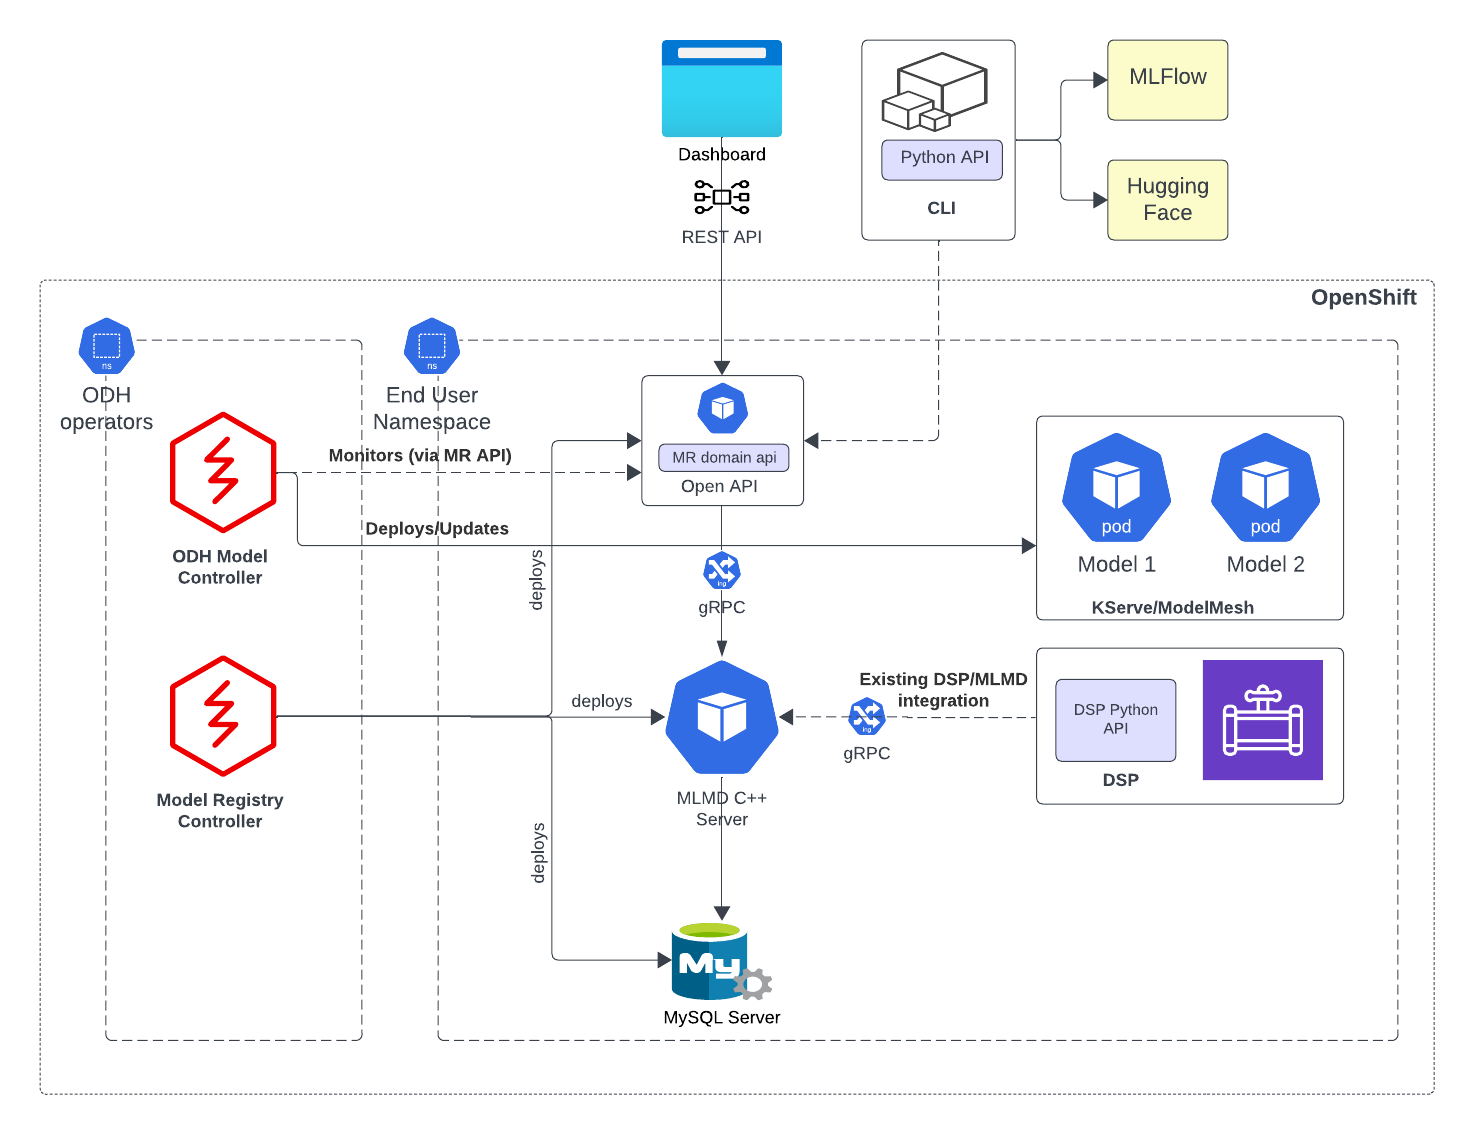 Dashboard
REST API
Python API
CLI
MLFlow
Hugging
Face
OpenShift
ns
ODH
operators
ns
End User
Namespace
Monitors (via MR API)
MR domain api
Open API
Deploys/Updates
ODH Model
Controller
deploys
ing
gRPC
pod
Model 1
pod
Model 2
KServe/ModelMesh
Model Registry
Controller
deploys
Existing DSP/MLMD
integration
ing
gRPC
DSP Python
API
DSP
MLMD C++
Server
deploys
My
MySQL Server